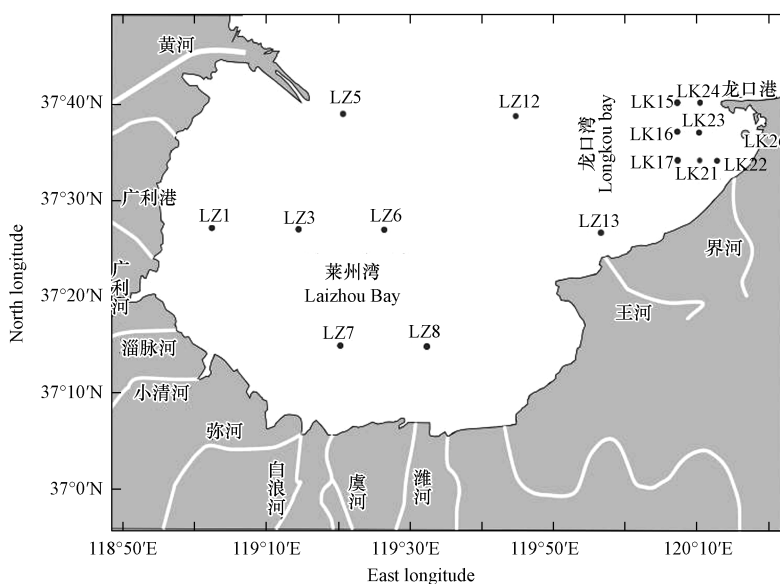 黄河
37°40′N
LZ5
LZ12
龙口湾
Longkou bay
LK15
LK24
龙口港
LK16
LK23
LK17
LK21
LK22
37°30′N
广利港
LZ1
LZ3
LZ6
LZ13
界河
North longitude
广利河
莱州湾
Laizhou Bay
37°20′N
王河
淄脉河
LZ7
LZ8
37°10′N
小清河
弥河
白浪河
虞河
潍河
37°0′N
118°50′E
119°10′E
119°30′E
119°50′E
120°10′E
East longitude